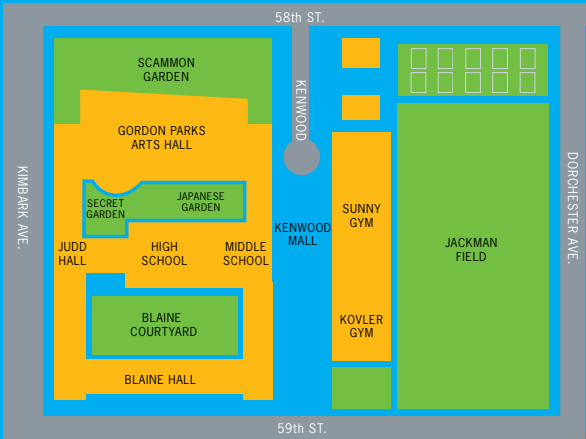 58th ST.
SCAMMON
GARDEN
KENWOOD
GORDON PARKS
ARTS HALL
KIMBARK AVE.
DORCHESTER AVE.
SECRET
GARDEN
JAPANESE
GARDEN
SUNNY
GYM
KENWOOD
MALL
JUDD
HALL
HIGH
SCHOOL
MIDDLE
SCHOOL
JACKMAN
FIELD
BLAINE
COURTYARD
KOVLER
GYM
BLAINE HALL
59th ST.